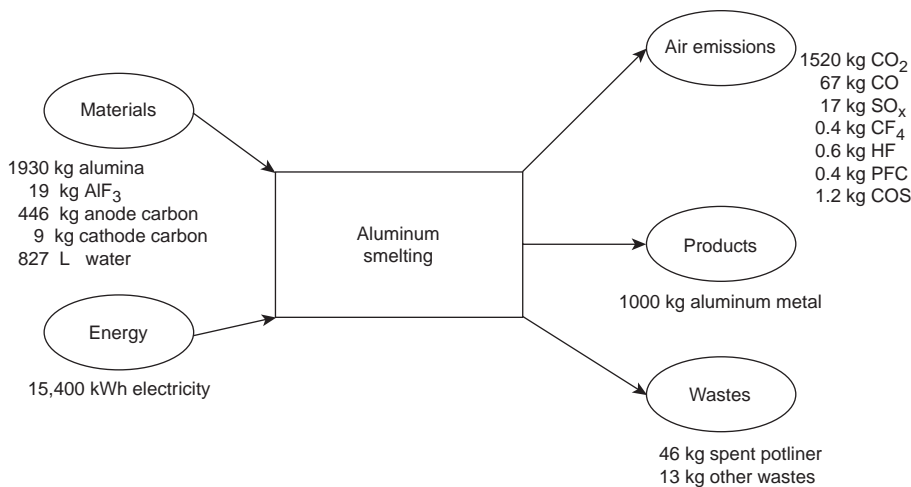 Materials
1930 kg alumina
19 kg AlF₃
446 kg anode carbon
9 kg cathode carbon
827 L water
Energy
15,400 kWh electricity
Aluminum
smelting
Air emissions
1520 kg CO₂
67 kg CO
17 kg SOₓ
0.4 kg CF₄
0.6 kg HF
0.4 kg PFC
1.2 kg COS
Products
1000 kg aluminum metal
Wastes
46 kg spent potliner
13 kg other wastes